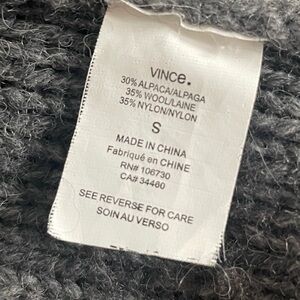 VINCe.
30% ALPACA/ALPAGA
35% WOOL/LAINE
35% NYLON/NYLON
S
MADE IN CHINA
Fabriqué en CHINE
RN# 106730
CA# 34460
SEE REVERSE FOR CARE
SOIN AU VERSO